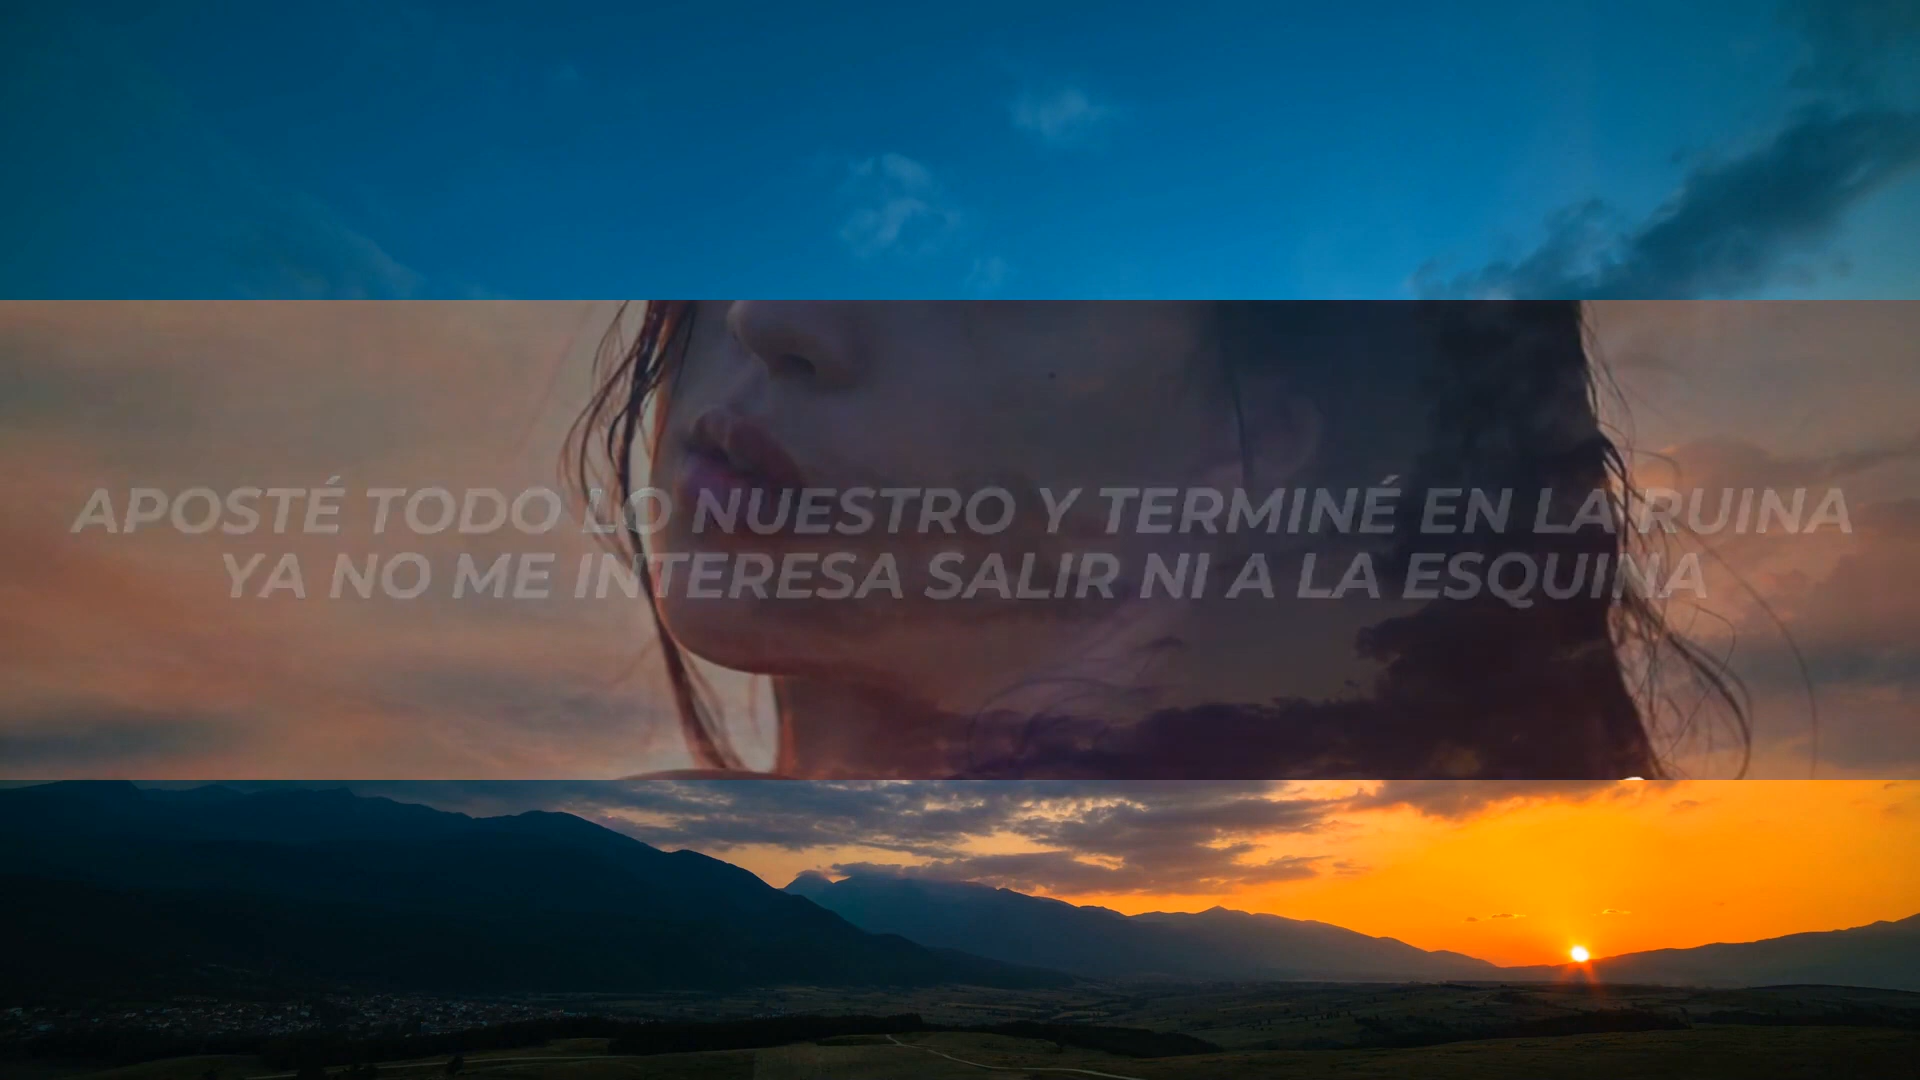 APOSTÉ TODO LO NUESTRO Y TERMINÉ EN LA RUINA
YA NO ME INTERESA SALIR NI A LA ESQUINA